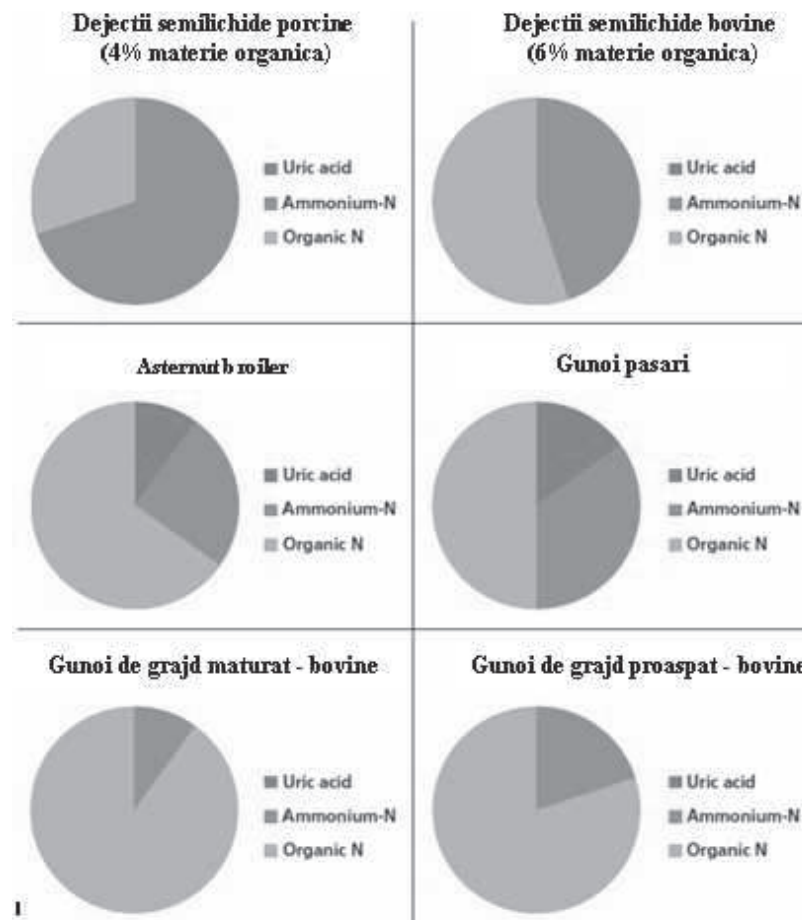 Dejectii semilichide porcine
(4% materie organica)
Uric acid
Ammonium-N
Organic N
Dejectii semilichide bovine
(6% materie organica)
Uric acid
Ammonium-N
Organic N
Asternut broiler
Uric acid
Ammonium-N
Organic N
Gunoi pasari
Uric acid
Ammonium-N
Organic N
Gunoi de grajd maturat - bovine
Uric acid
Ammonium-N
Organic N
Gunoi de grajd proaspat - bovine
Uric acid
Ammonium-N
Organic N